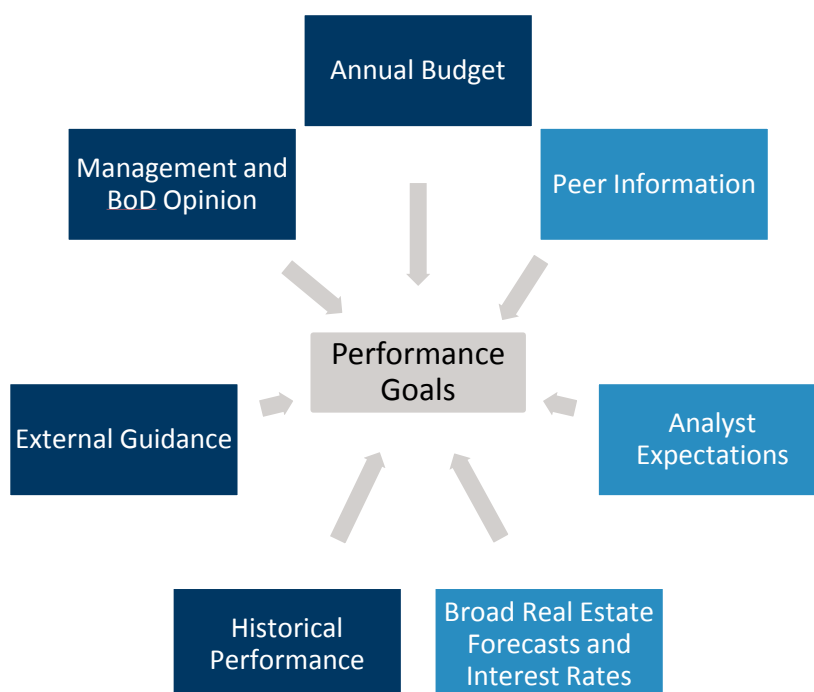 Annual Budget
Management and
BoD Opinion
Peer Information
Performance
Goals
External Guidance
Analyst
Expectations
Historical
Performance
Broad Real Estate
Forecasts and
Interest Rates